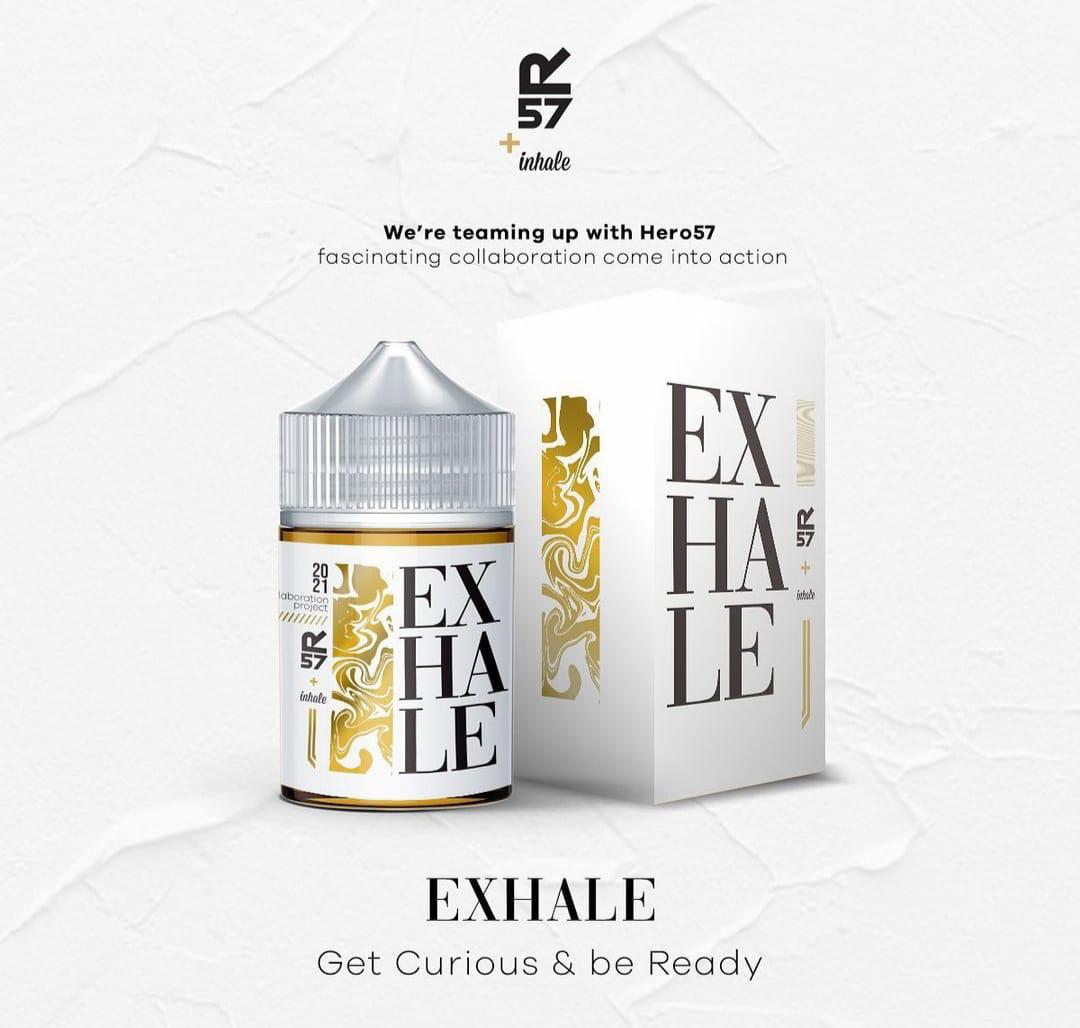 R
57
+
inhale
We're teaming up with Hero57
fascinating collaboration come into action
EX
HA
LE
R
57
+
inhale
20
21
laboration
project
R
57
+
inhale
EX
HA
LE
EXHALE
Get Curious & be Ready